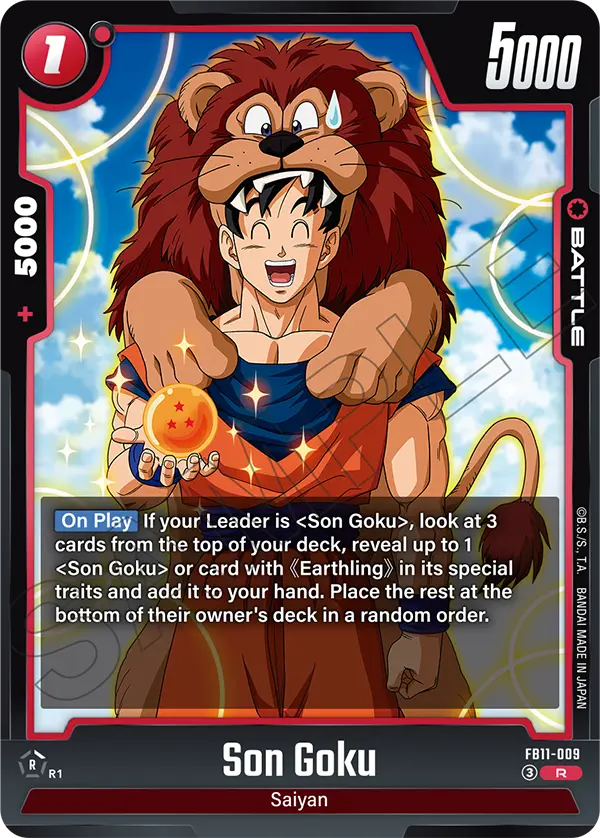 1
5000
+ 5000
BATTLE
SAMPLE
On Play If your Leader is <Son Goku>, look at 3
cards from the top of your deck, reveal up to 1
<Son Goku> or card with 《Earthling》 in its special
traits and add it to your hand. Place the rest at the
bottom of their owner's deck in a random order.
©B.S./S., T.A. BANDAI MADE IN JAPAN
Son Goku
FB11-009
R R1
3 R
Saiyan